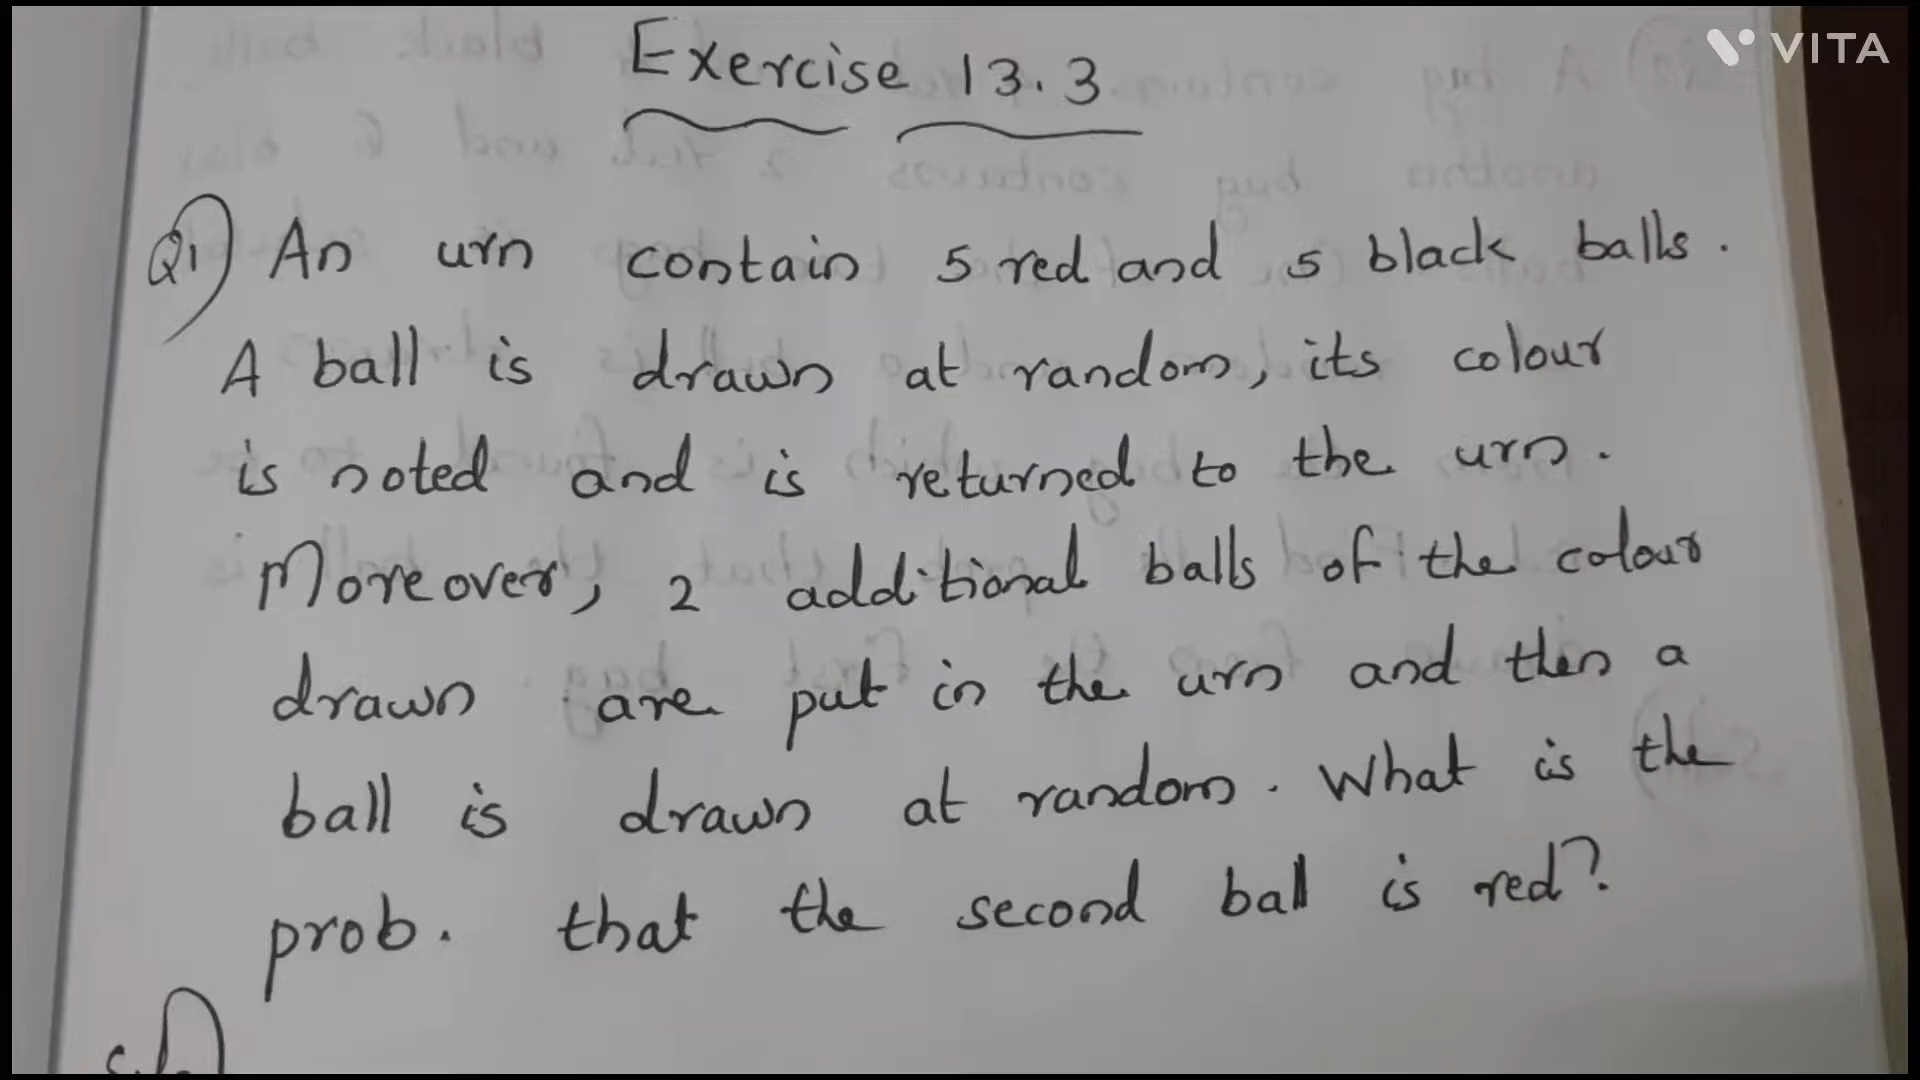 VITA
Exercise 13.3
Q1) An urn contain 5 red and 5 black balls.
A ball is drawn at random, its colour
is noted and is returned to the urn.
Moreover, 2 additional balls of the colour
drawn are put in the urn and then a
ball is drawn at random. What is the
prob. that the second ball is red?